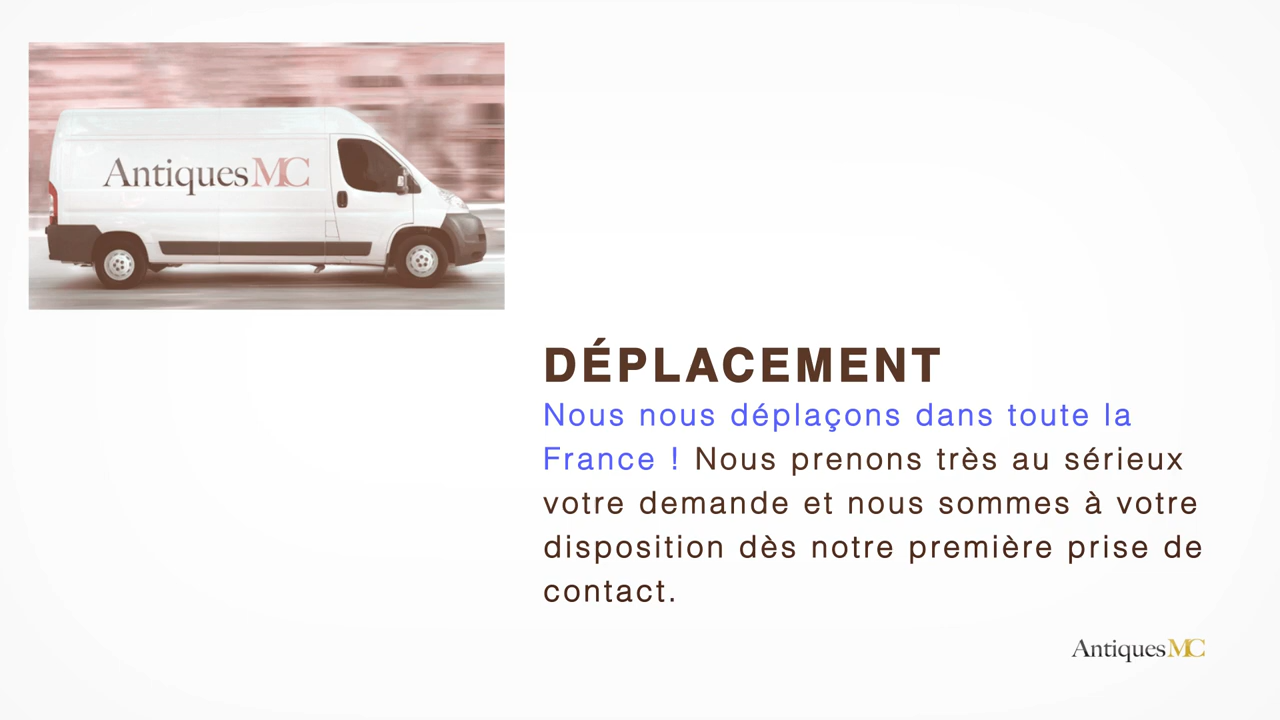 AntiquesMC
DÉPLACEMENT
Nous nous déplaçons dans toute la
France ! Nous prenons très au sérieux
votre demande et nous sommes à votre
disposition dès notre première prise de
contact.
AntiquesMC